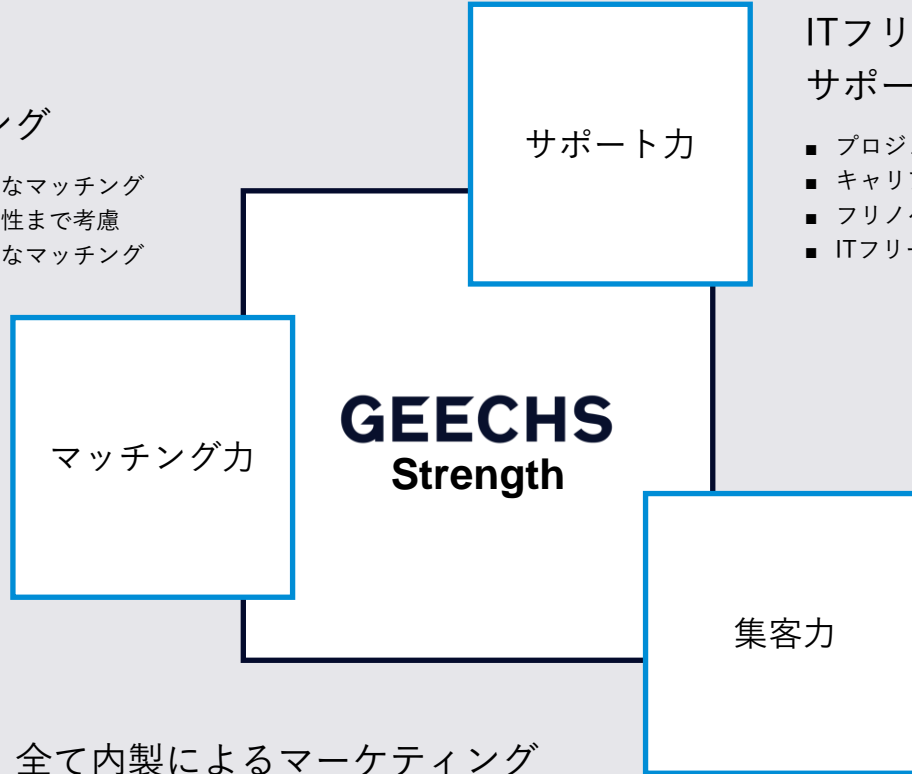 ング
なマッチング
性まで考慮
なマッチング
サポート力
ITフリ
サポー
■ プロジ
■ キャリ
■ フリノ
■ ITフリー
マッチング力
GEECHS
Strength
集客力
全て内製によるマーケティング